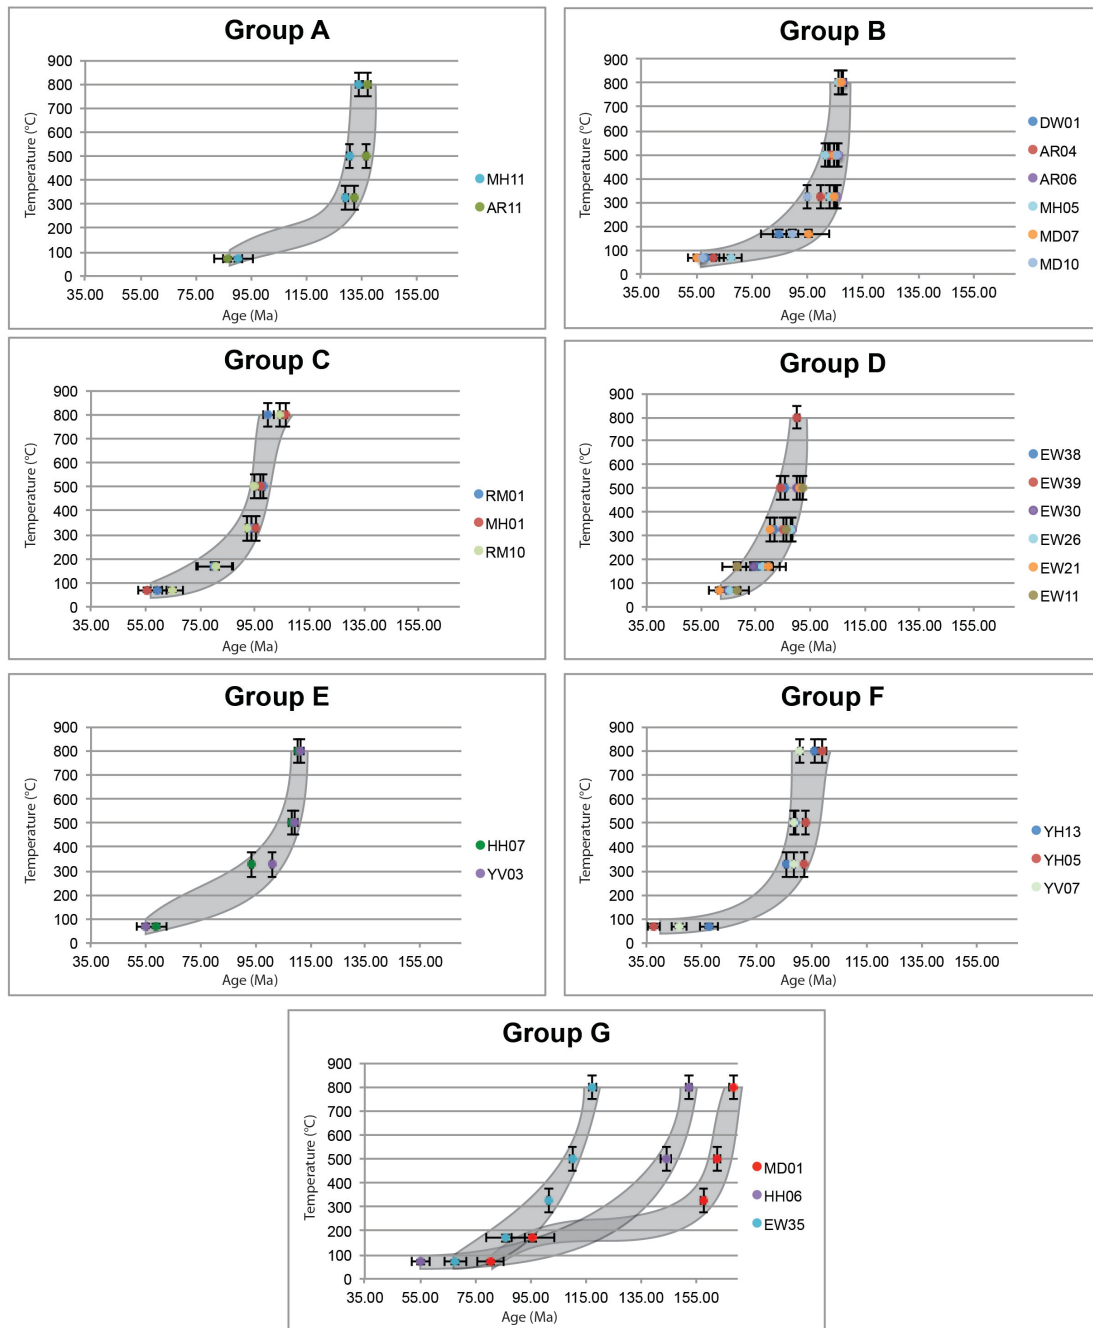 Group A
Temperature (°C)
900
800
700
600
500
400
300
200
100
0
35.00 55.00 75.00 95.00 115.00 135.00 155.00
Age (Ma)
MH11
AR11
Group B
Temperature (°C)
900
800
700
600
500
400
300
200
100
0
35.00 55.00 75.00 95.00 115.00 135.00 155.00
Age (Ma)
DW01
AR04
AR06
MH05
MD07
MD10
Group C
Temperature (°C)
900
800
700
600
500
400
300
200
100
0
35.00 55.00 75.00 95.00 115.00 135.00 155.00
Age (Ma)
RM01
MH01
RM10
Group D
Temperature (°C)
900
800
700
600
500
400
300
200
100
0
35.00 55.00 75.00 95.00 115.00 135.00 155.00
Age (Ma)
EW38
EW39
EW30
EW26
EW21
EW11
Group E
Temperature (°C)
900
800
700
600
500
400
300
200
100
0
35.00 55.00 75.00 95.00 115.00 135.00 155.00
Age (Ma)
HH07
YV03
Group F
Temperature (°C)
900
800
700
600
500
400
300
200
100
0
35.00 55.00 75.00 95.00 115.00 135.00 155.00
Age (Ma)
YH13
YH05
YV07
Group G
Temperature (°C)
900
800
700
600
500
400
300
200
100
0
35.00 55.00 75.00 95.00 115.00 135.00 155.00
Age (Ma)
MD01
HH06
EW35